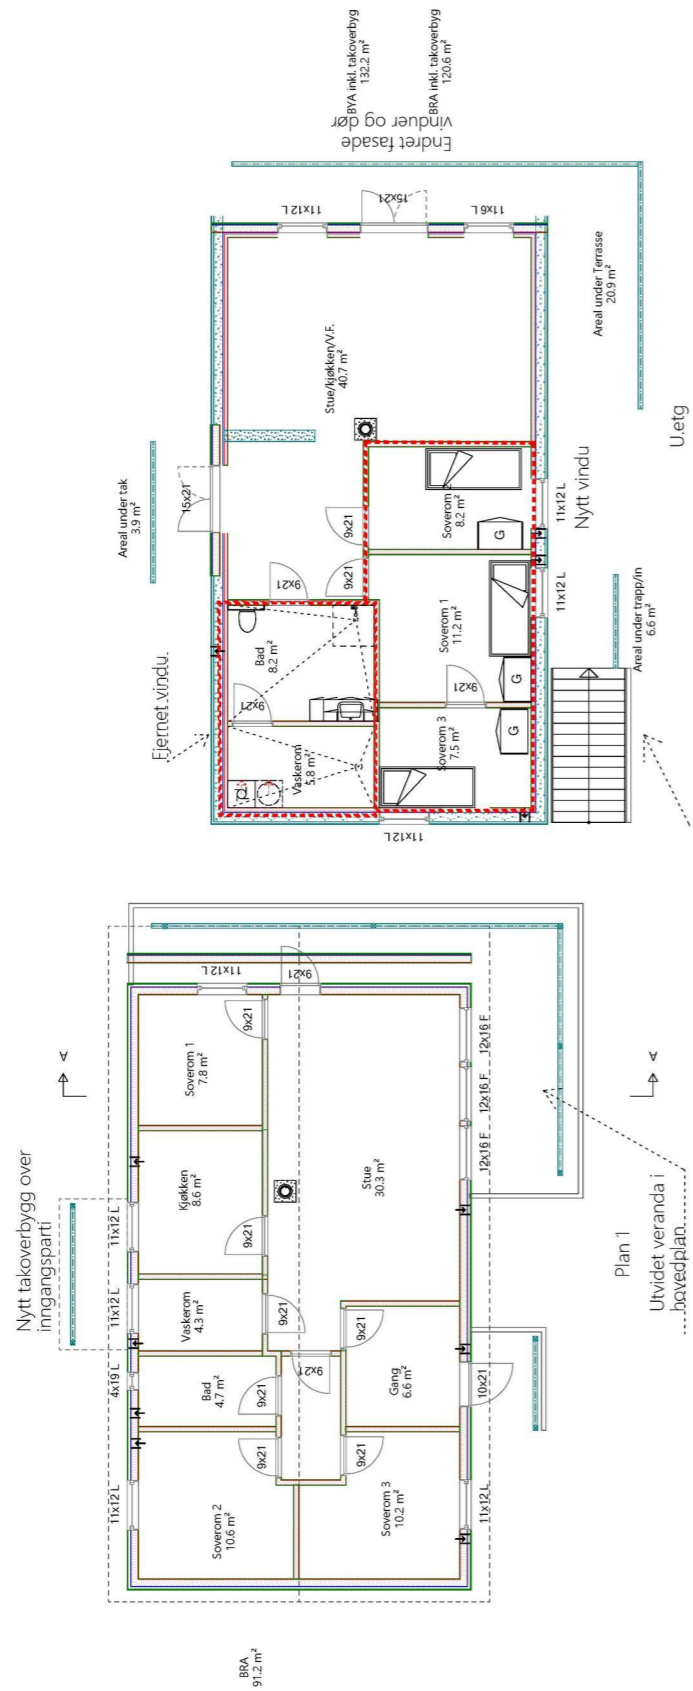 BYA inkl. takoverbyg
132.2 m²
BRA inkl. takoverbyg
120.6 m²
Endret fasade
vinduer og dør
11x12 L
15x21
11x6 L
Areal under tak
3.9 m²
15x21
Stue/kjøkken/V.F.
40.7 m²
Areal under Terrasse
20.9 m²
U.etg
Soverom 2
8.2 m²
G
9x21
11x12 L
Nytt vindu
9x21
9x21
Soverom 1
11.2 m²
G
11x12 L
Fjernet vindu
Bad
8.2 m²
9x21
9x21
Areal under trapp/in
6.6 m²
Vaskerom
5.8 m²
Soverom 3
7.5 m²
G
11x12 L
Nytt takoverbygg over
inngangsparti
A
A
11x12 L
9x21
Soverom 1
7.8 m²
9x21
Kjøkken
8.6 m²
9x21
11x12 L
Stue
30.3 m²
12x16 F
12x16 F
12x16 F
Vaskerom
4.3 m²
9x21
11x12 L
Bad
4.7 m²
9x21
4x19 L
9x21
Gang
6.6 m²
9x21
10x21
Soverom 2
10.6 m²
9x21
11x12 L
Soverom 3
10.2 m²
9x21
11x12 L
Plan 1
Utvidet veranda i
hovedplan
BRA
91.2 m²